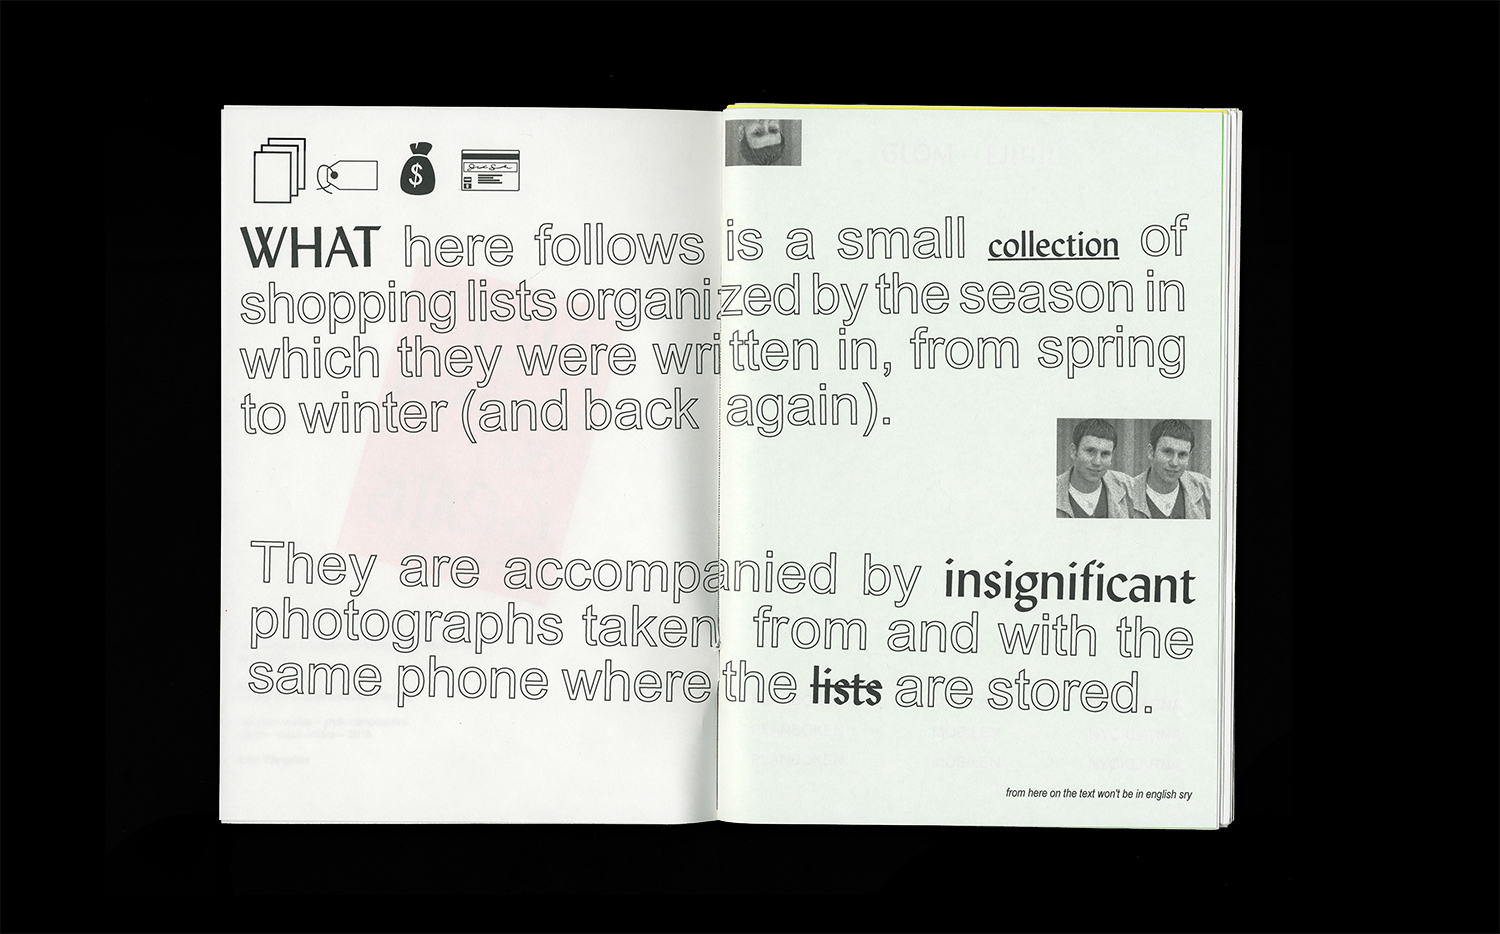 $
WHAT here follows is a small collection of
shopping lists organized by the season in
which they were written in, from spring
to winter (and back again).
They are accompanied by insignificant
photographs taken from and with the
same phone where the lists are stored.
from here on the text won't be in english sry